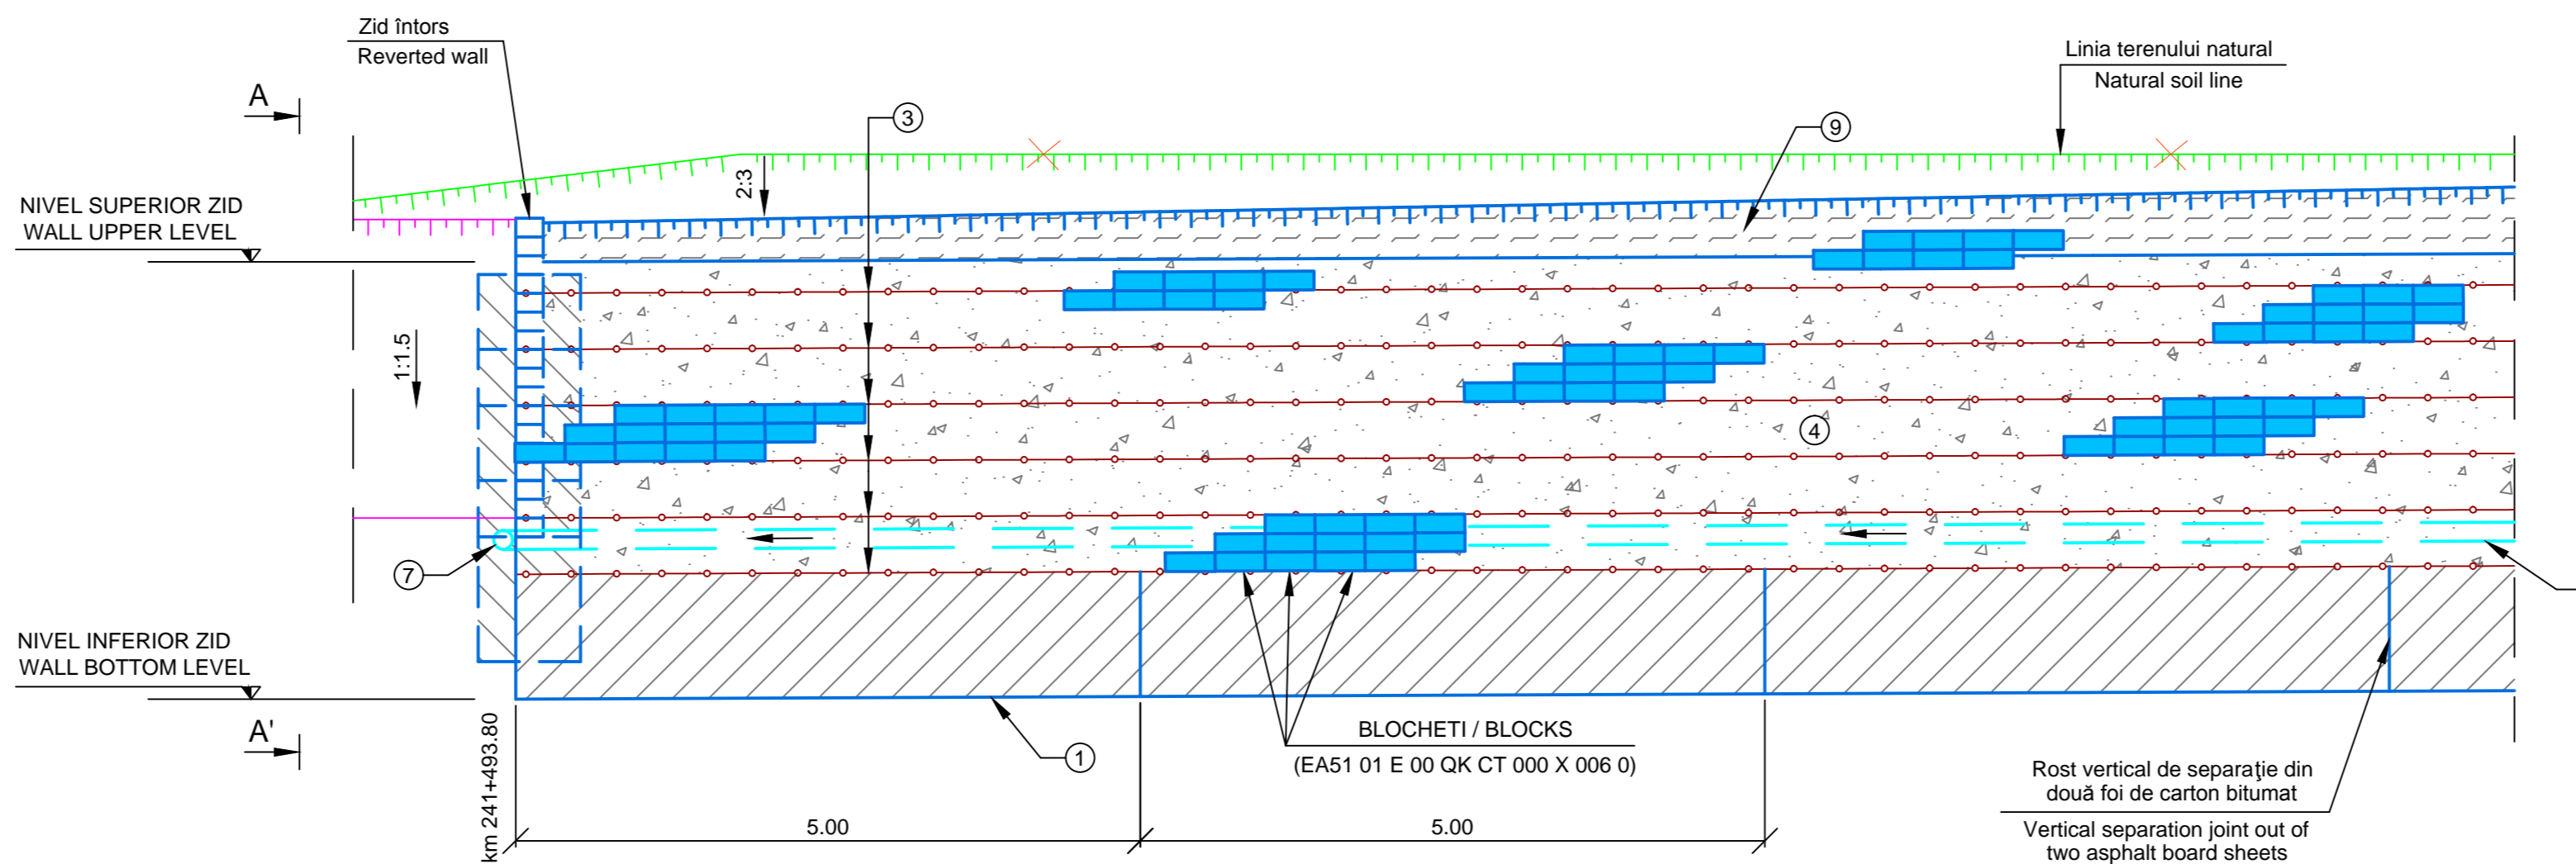 Zid întors
Reverted wall
Linia terenului natural
Natural soil line
A
3
9
2:3
NIVEL SUPERIOR ZID
WALL UPPER LEVEL
1:1.5
4
7
NIVEL INFERIOR ZID
WALL BOTTOM LEVEL
A'
km 241+493.80
1
BLOCHETI / BLOCKS
(EA51 01 E 00 QK CT 000 X 006 0)
5.00
5.00
Rost vertical de separaţie din
două foi de carton bitumat
Vertical separation joint out of
two asphalt board sheets